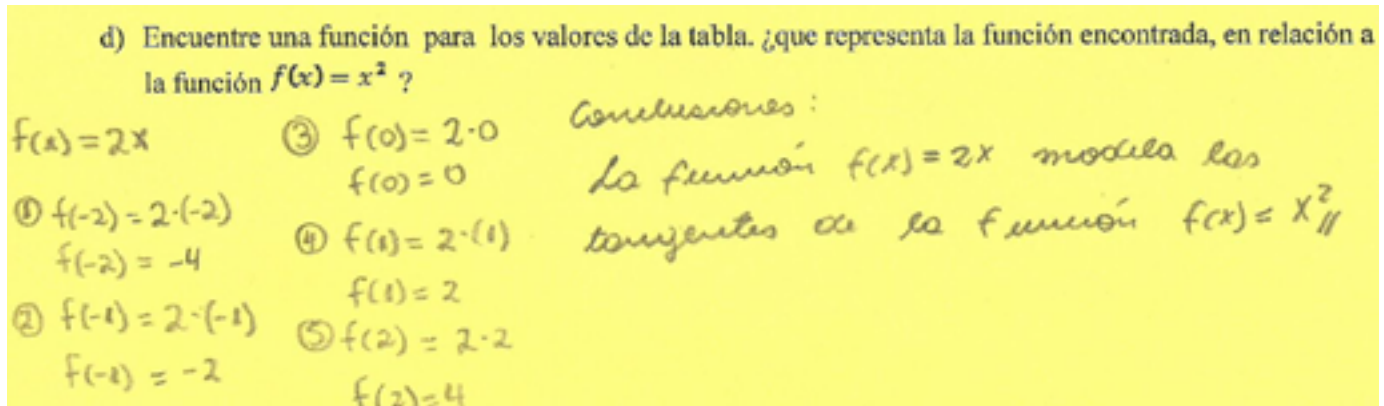 d) Encuentre una función para los valores de la tabla. ¿que representa la función encontrada, en relación a
la función f(x) = x² ?
f(x) = 2x
① f(-2) = 2·(-2)
f(-2) = -4
② f(-1) = 2·(-1)
f(-1) = -2
③ f(0) = 2·0
f(0) = 0
④ f(1) = 2·(1)
f(1) = 2
⑤ f(2) = 2·2
f(2) = 4
Conclusiones:
La función f(x) = 2x modela las
tangentes de la función f(x) = x²//